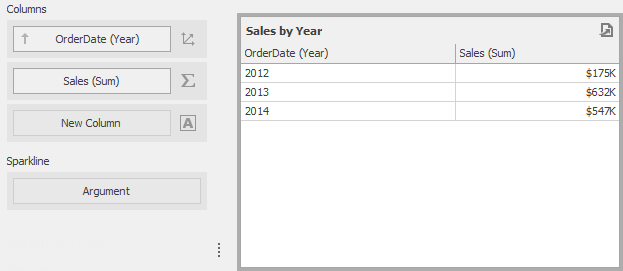 Columns
OrderDate (Year)
Sales (Sum)
New Column
A
Sparkline
Argument
Sales by Year
OrderDate (Year) Sales (Sum)
2012 $175K
2013 $632K
2014 $547K